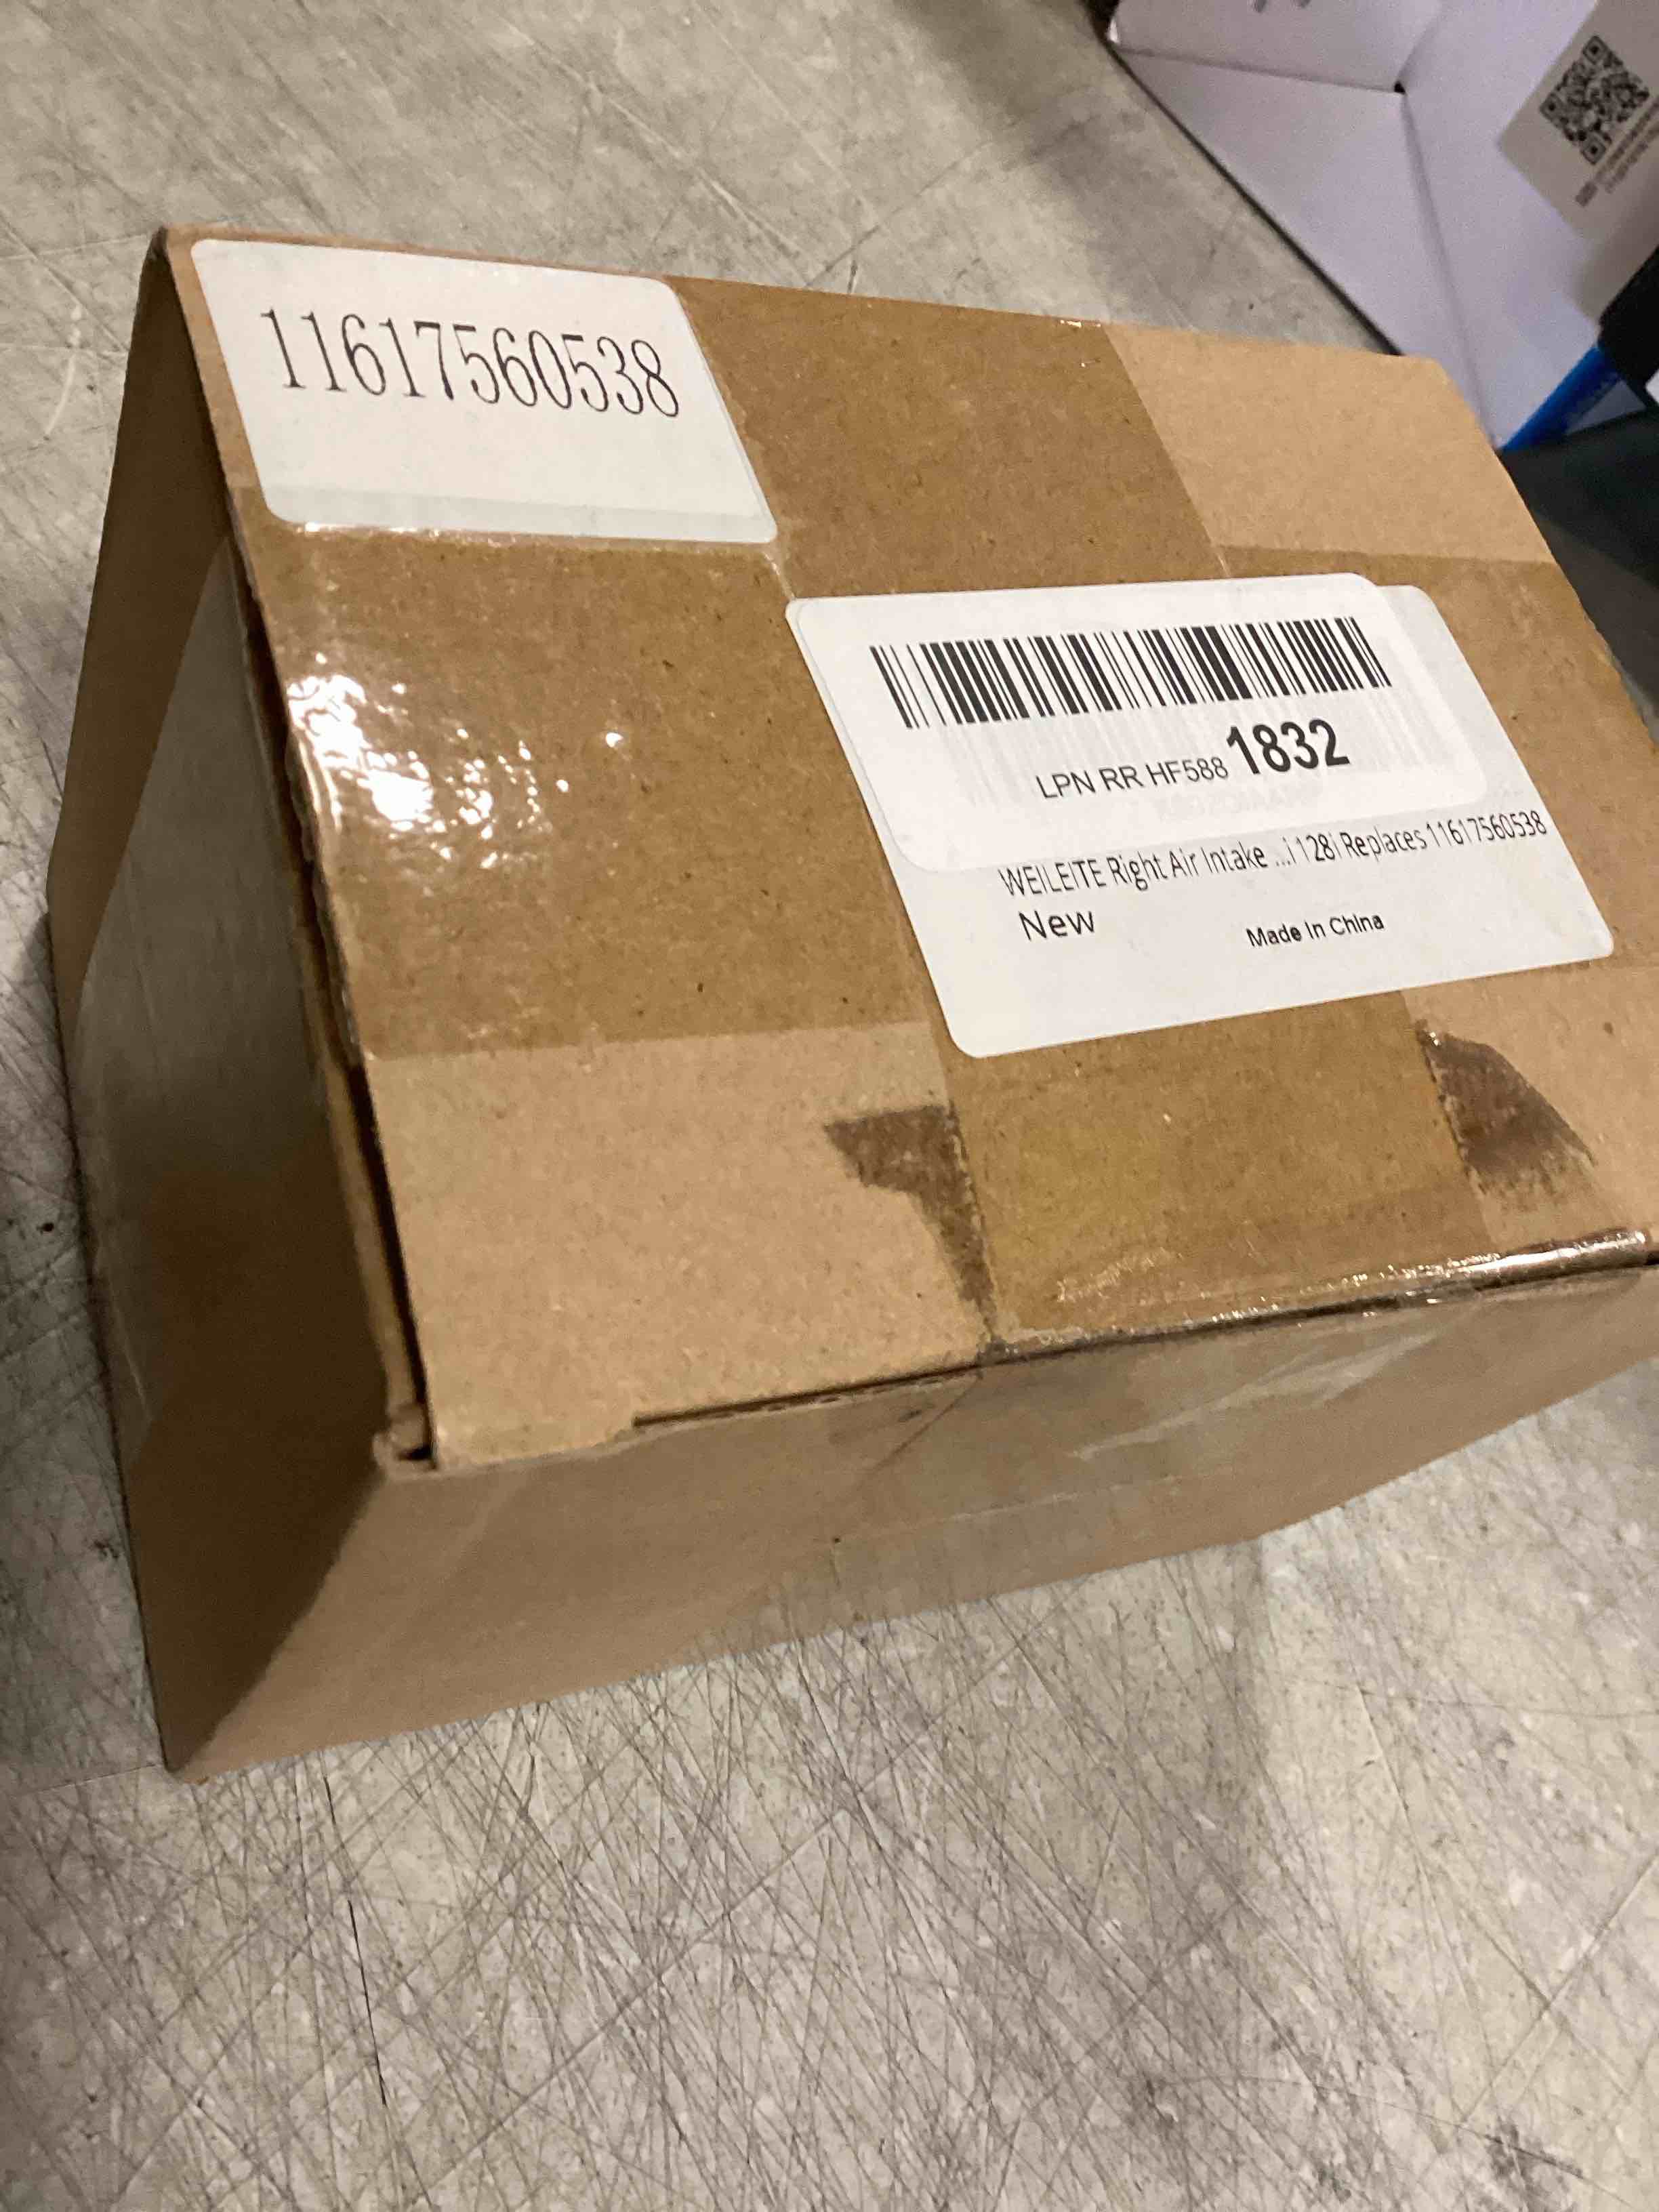 11617560538
LPN RR HF588 1832
WEILEITE Right Air Intake ...i 128i Replaces 11617560538
New
Made In China